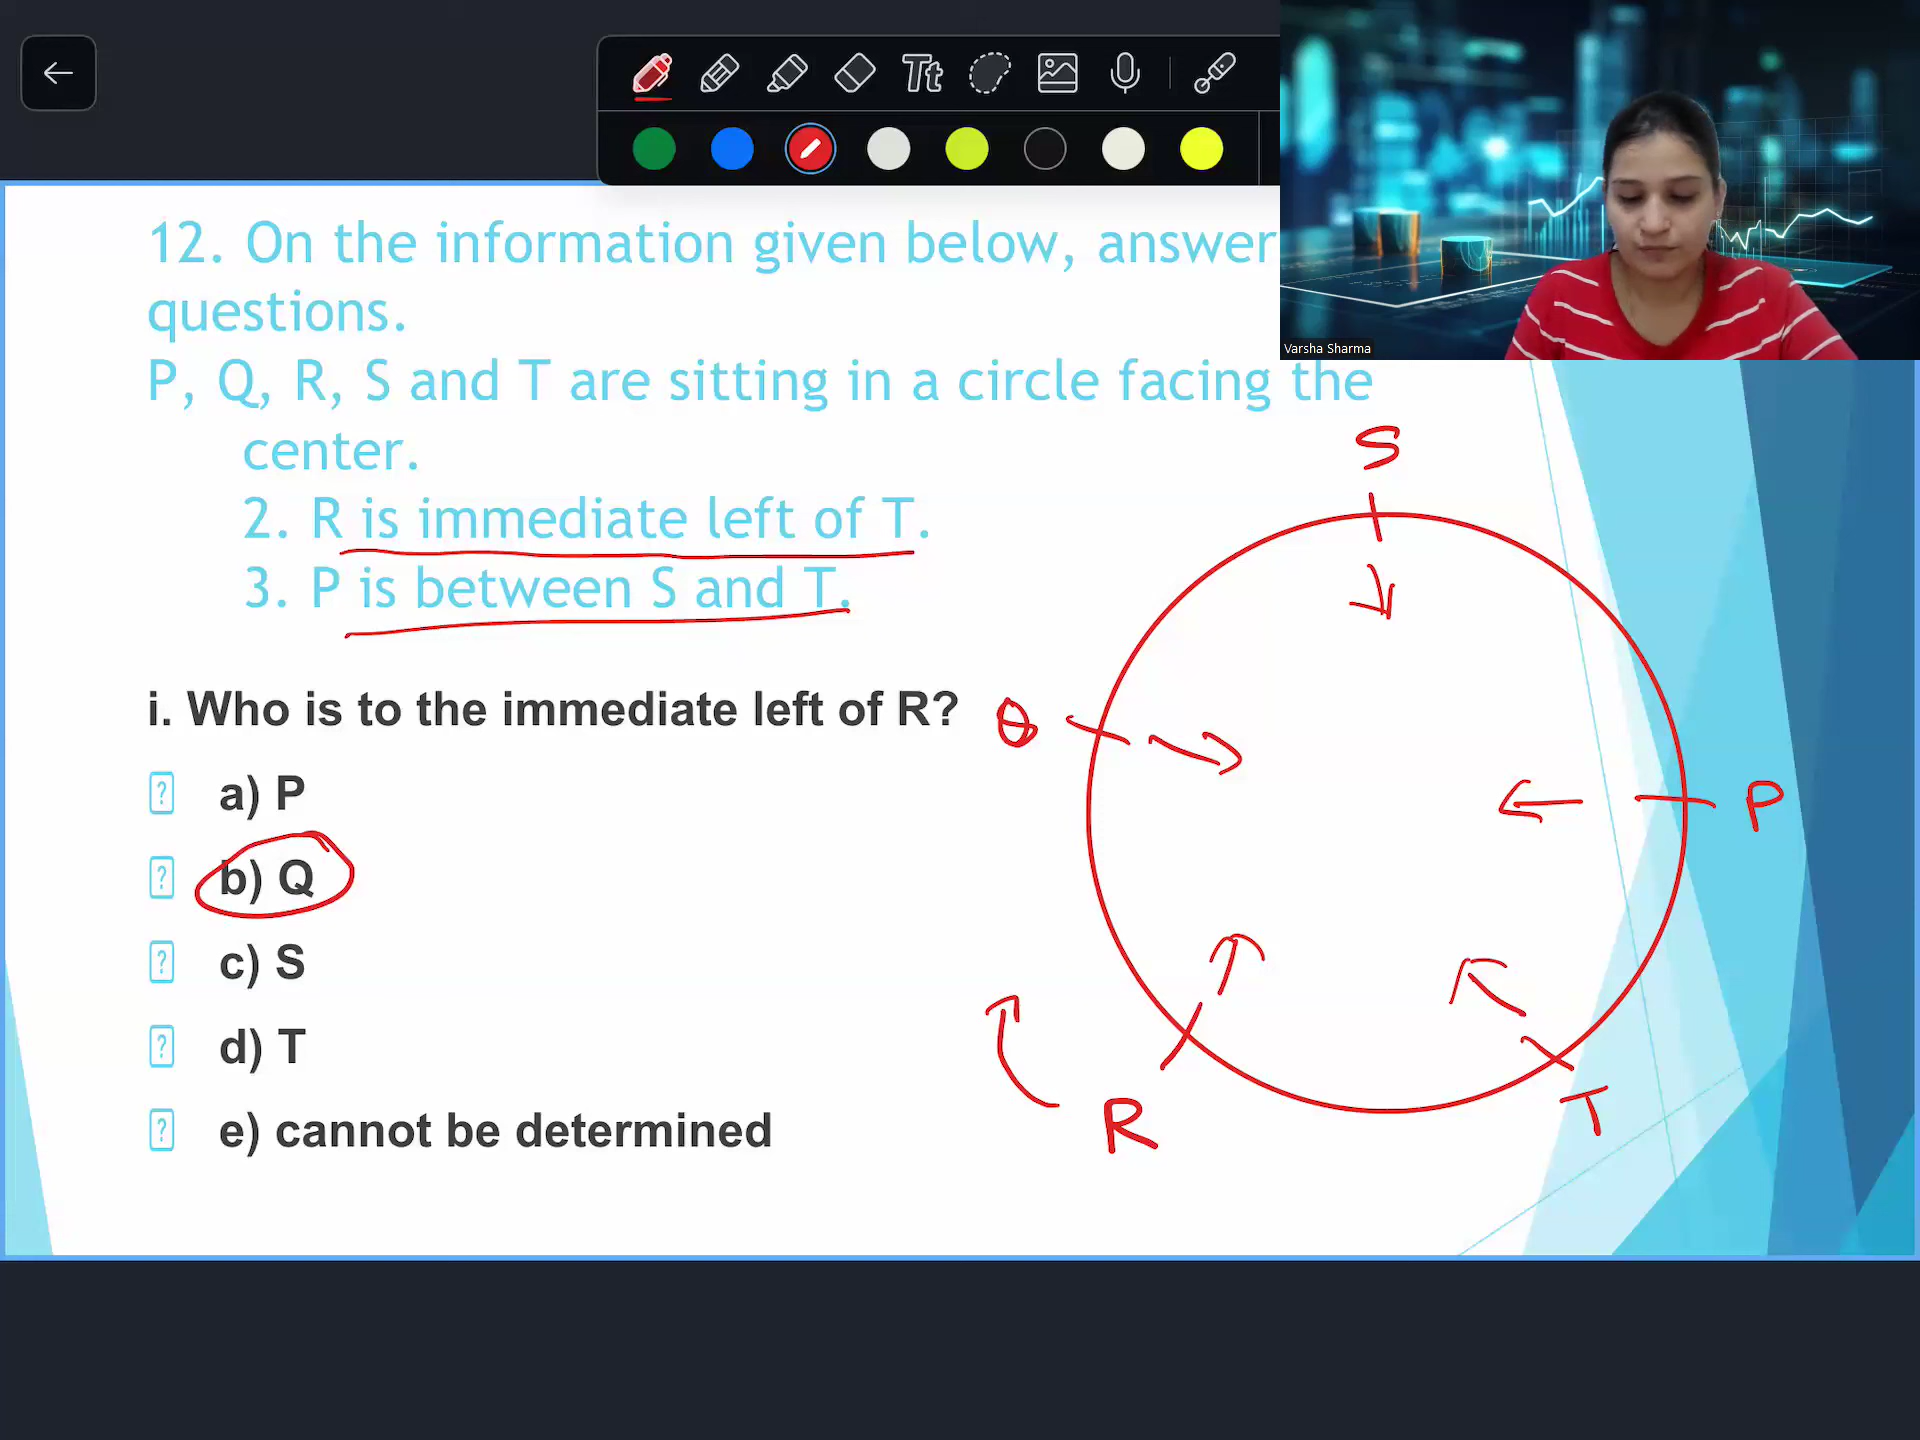 Tt
Varsha Sharma
12. On the information given below, answer
questions.
P, Q, R, S and T are sitting in a circle facing the
center.
2. R is immediate left of T.
3. P is between S and T.
i. Who is to the immediate left of R?
a) P
b) Q
c) S
d) T
e) cannot be determined
S
Q
P
R
T